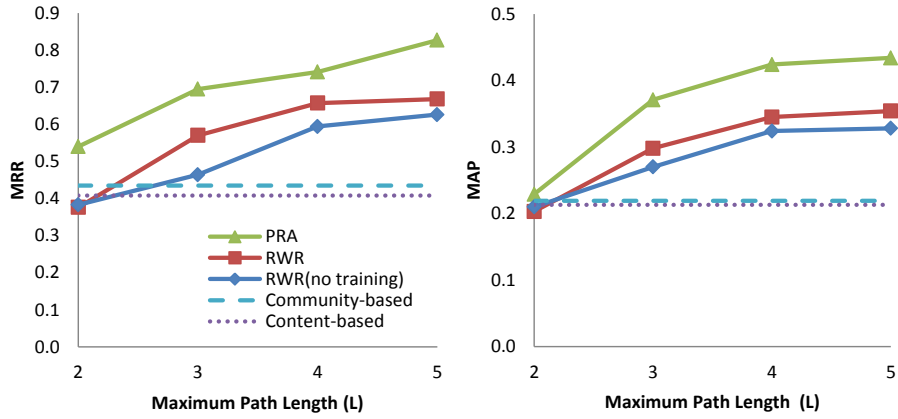 0.9
0.8
0.7
0.6
0.5
0.4
0.3
0.2
0.1
0.0
MRR
PRA
RWR
RWR(no training)
Community-based
Content-based
2 3 4 5
Maximum Path Length (L)
0.5
0.4
0.3
0.2
0.1
0.0
MAP
2 3 4 5
Maximum Path Length (L)